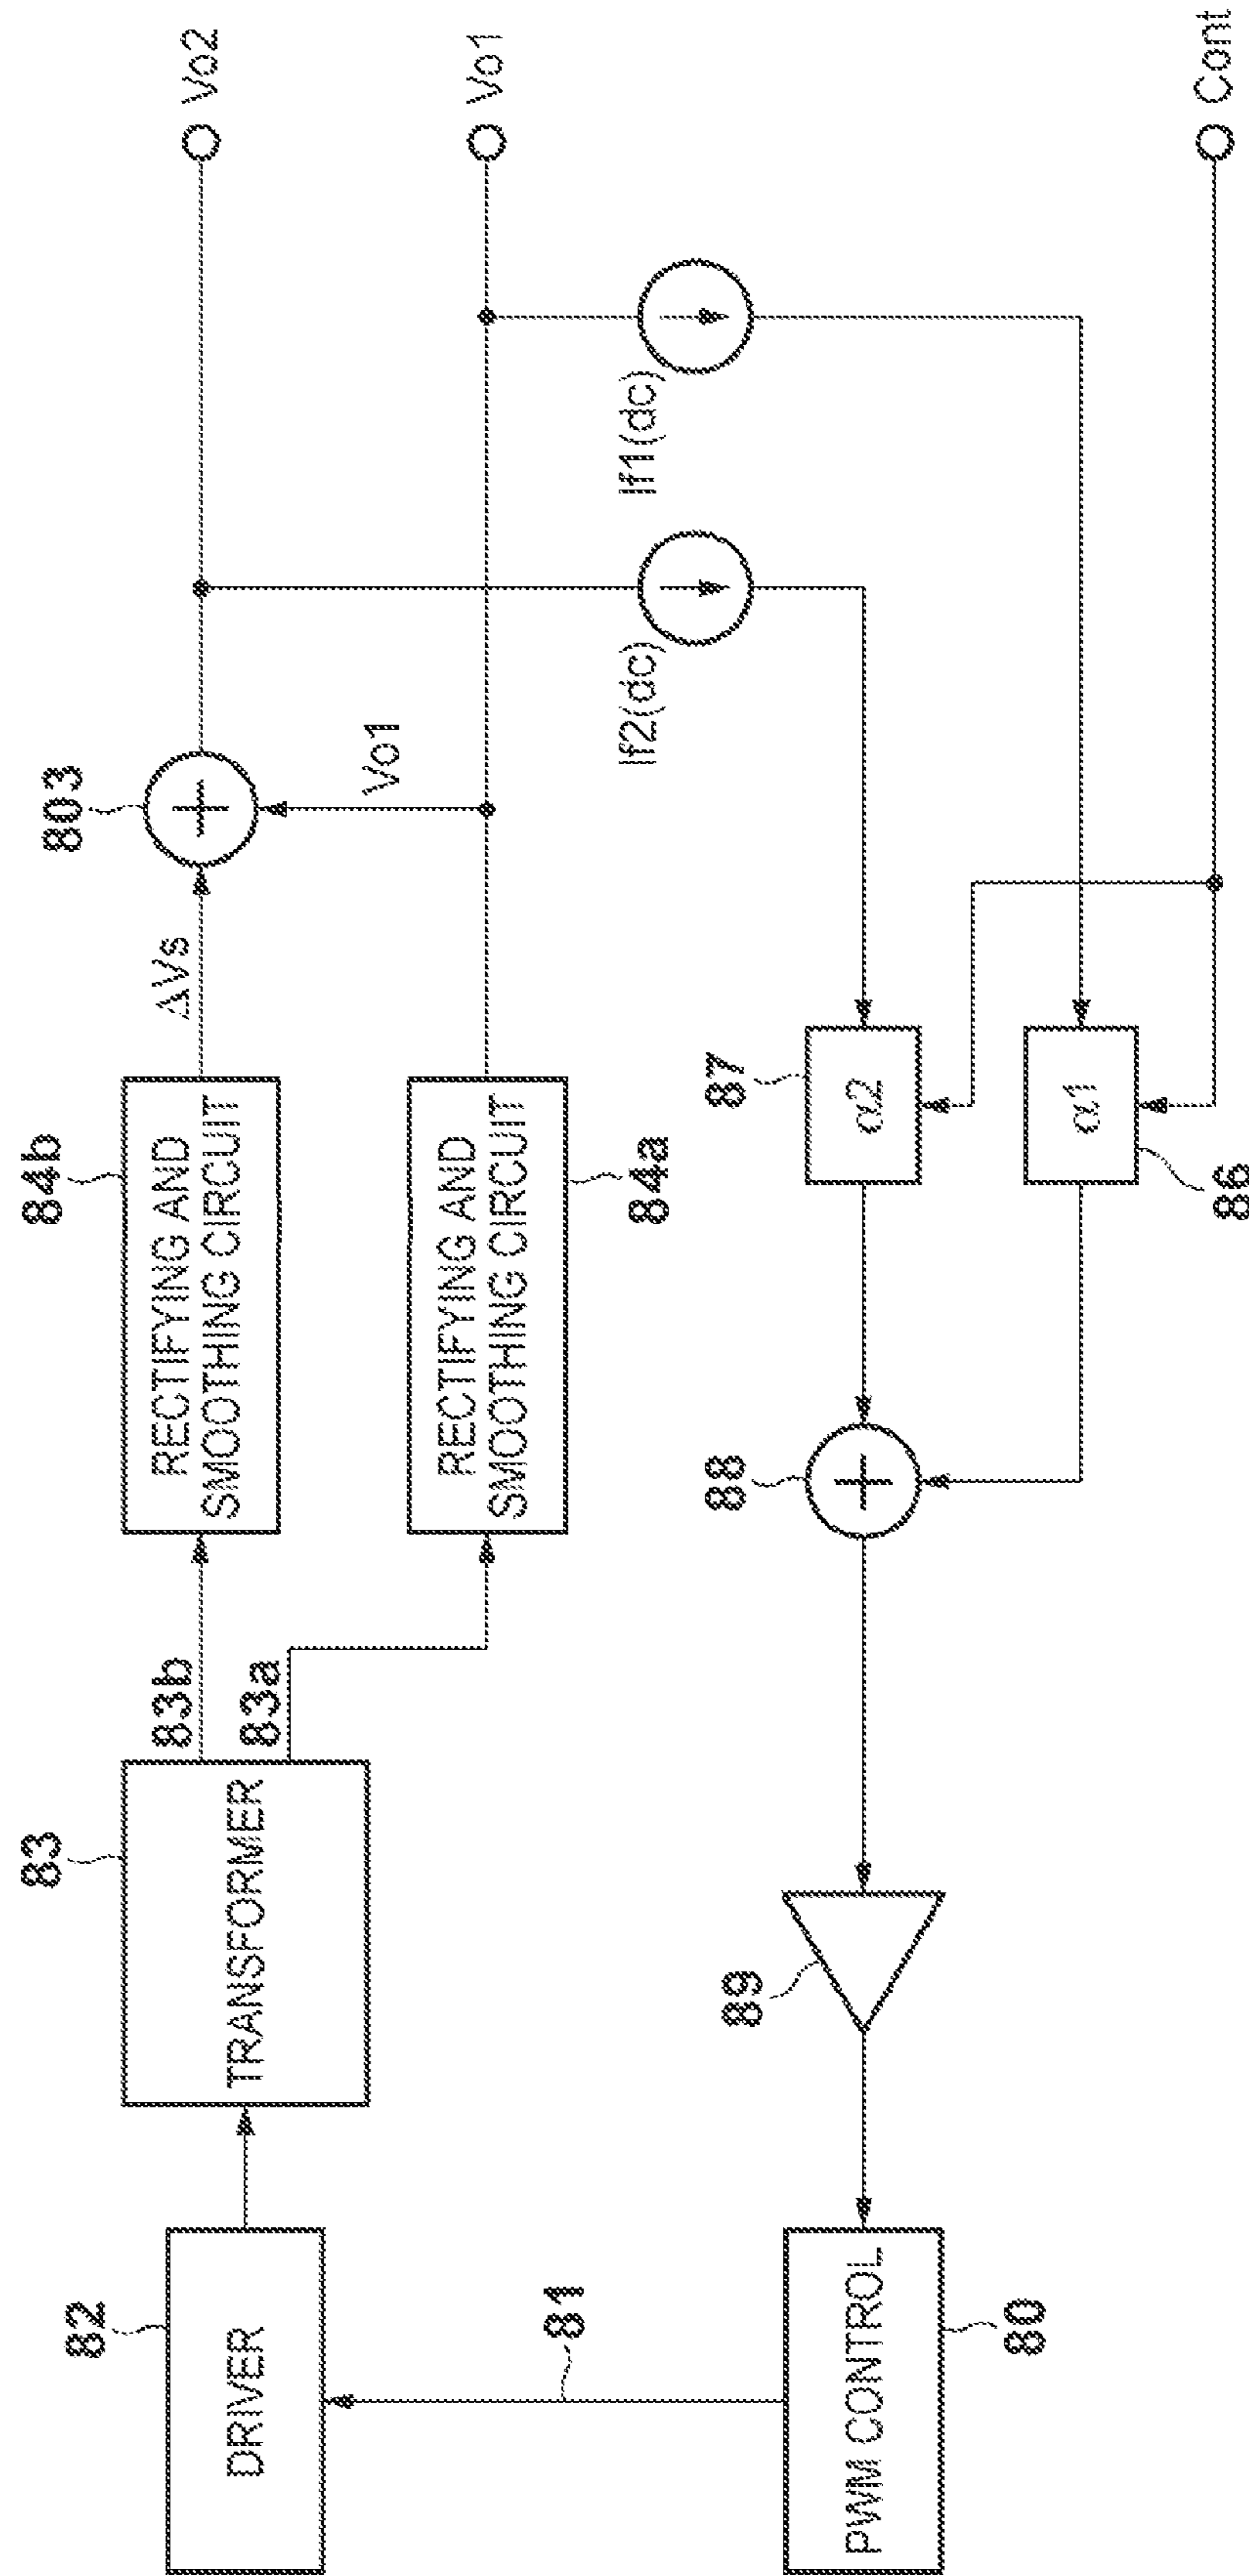 82
DRIVER
83
TRANSFORMER
83b
83a
84b
RECTIFYING AND
SMOOTHING CIRCUIT
ΔVs
803
Vo2
RECTIFYING AND
SMOOTHING CIRCUIT
84a
Vo1
Vo1
If2(dc)
If1(dc)
81
PWM CONTROL
80
89
88
87
α2
α1
86
Cont